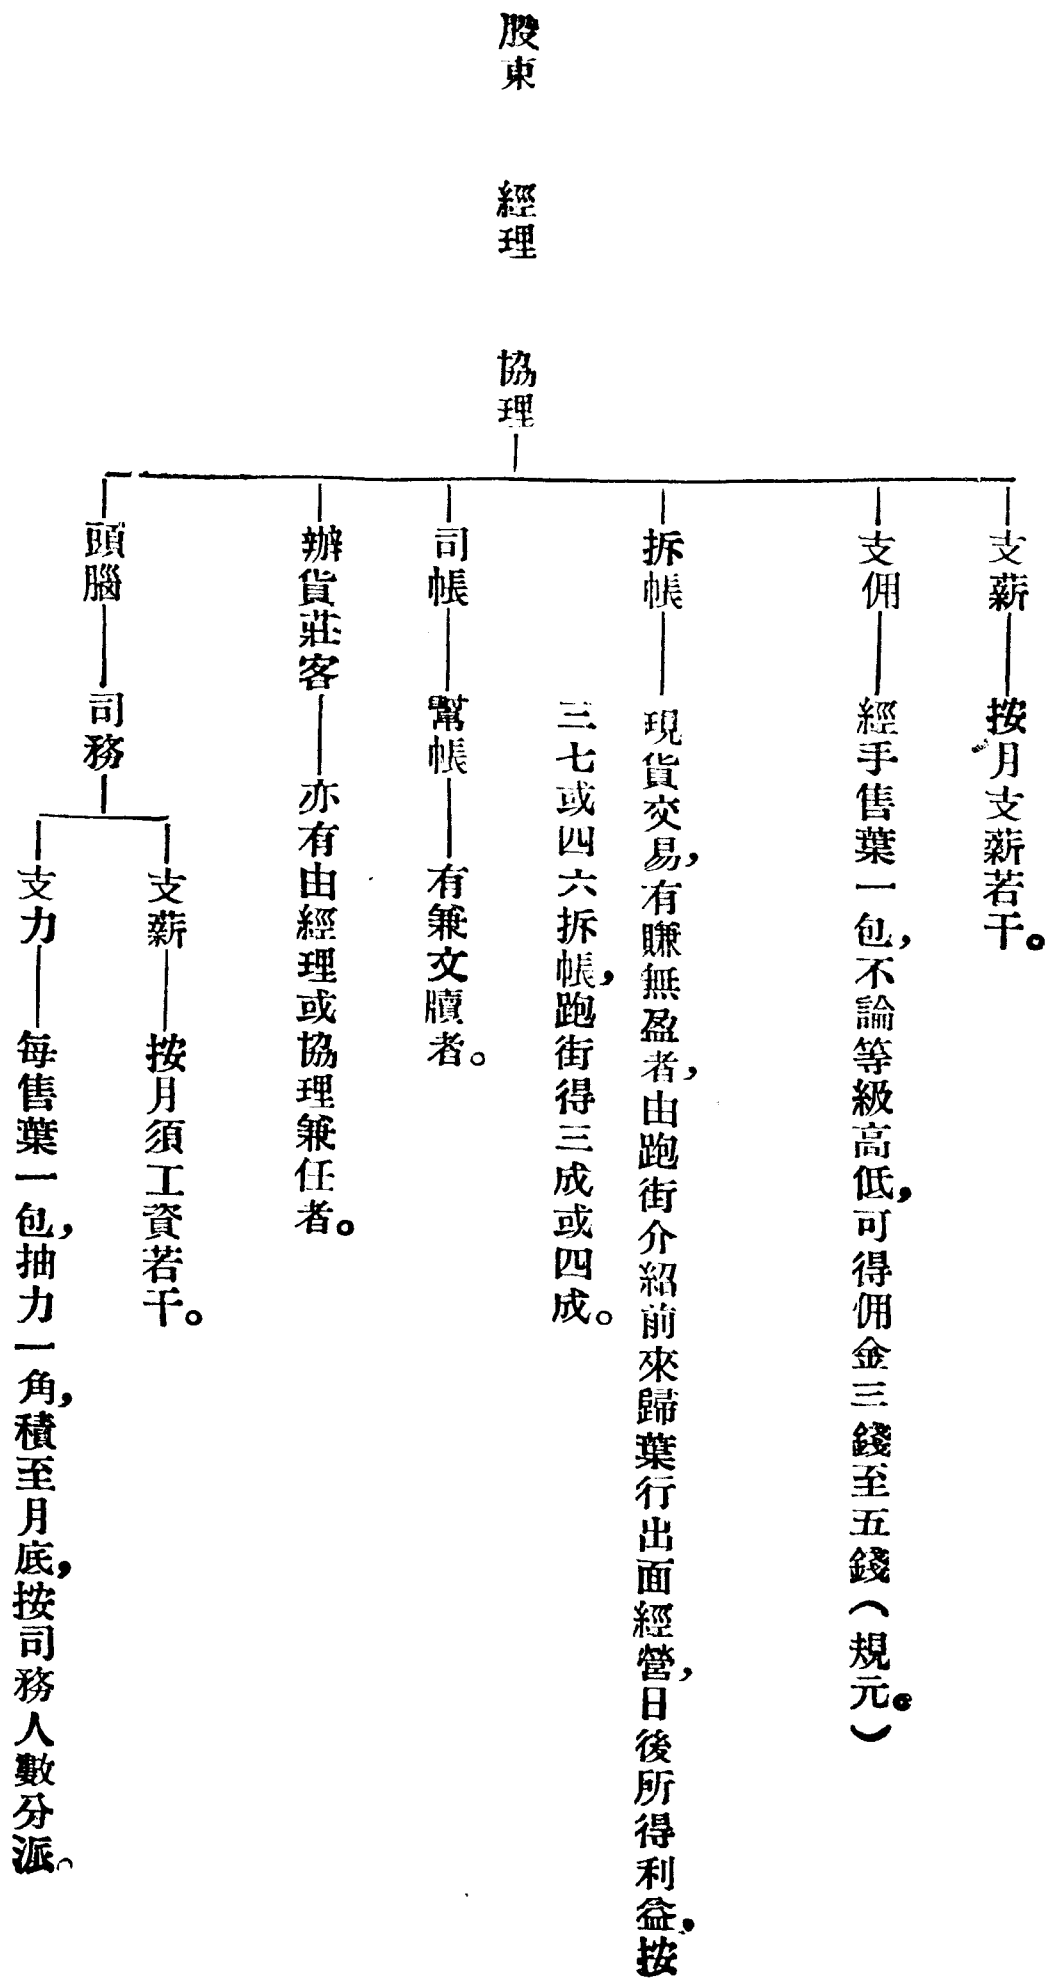 股東　經理　協理
支薪　按月支薪若干。
支佣　經手售葉一包，不論等級高低，可得佣金三錢至五錢（規元。）
拆帳　現貨交易，有賺無盈者，由跑街介紹前來歸葉行出面經營，日後所得利益，按
三七或四六拆帳，跑街得三成或四成。
司帳　幫帳　有兼文牘者。
辦貨莊客　亦有由經理或協理兼任者。
頭腦　司務
支薪　按月須工資若干。
支力　每售葉一包，抽力一角，積至月底，按司務人數分派。